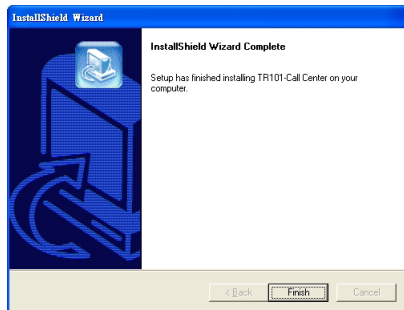 InstallShield Wizard
InstallShield Wizard Complete
Setup has finished installing TR101-Call Center on your
computer.
< Back
Finish
Cancel